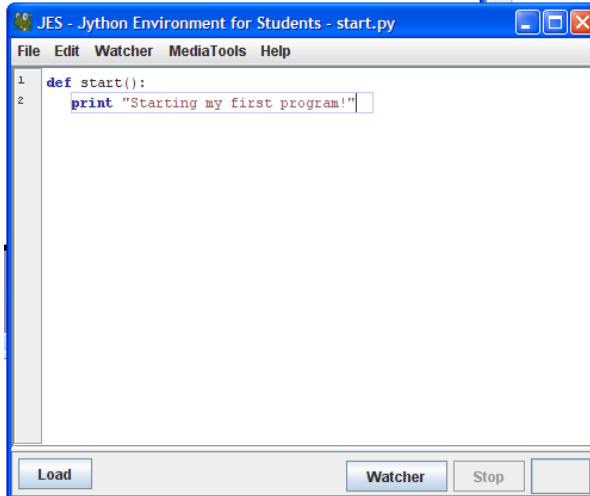 JES - Jython Environment for Students - start.py
File Edit Watcher MediaTools Help
1 def start():
2 print "Starting my first program!"
Load Watcher Stop